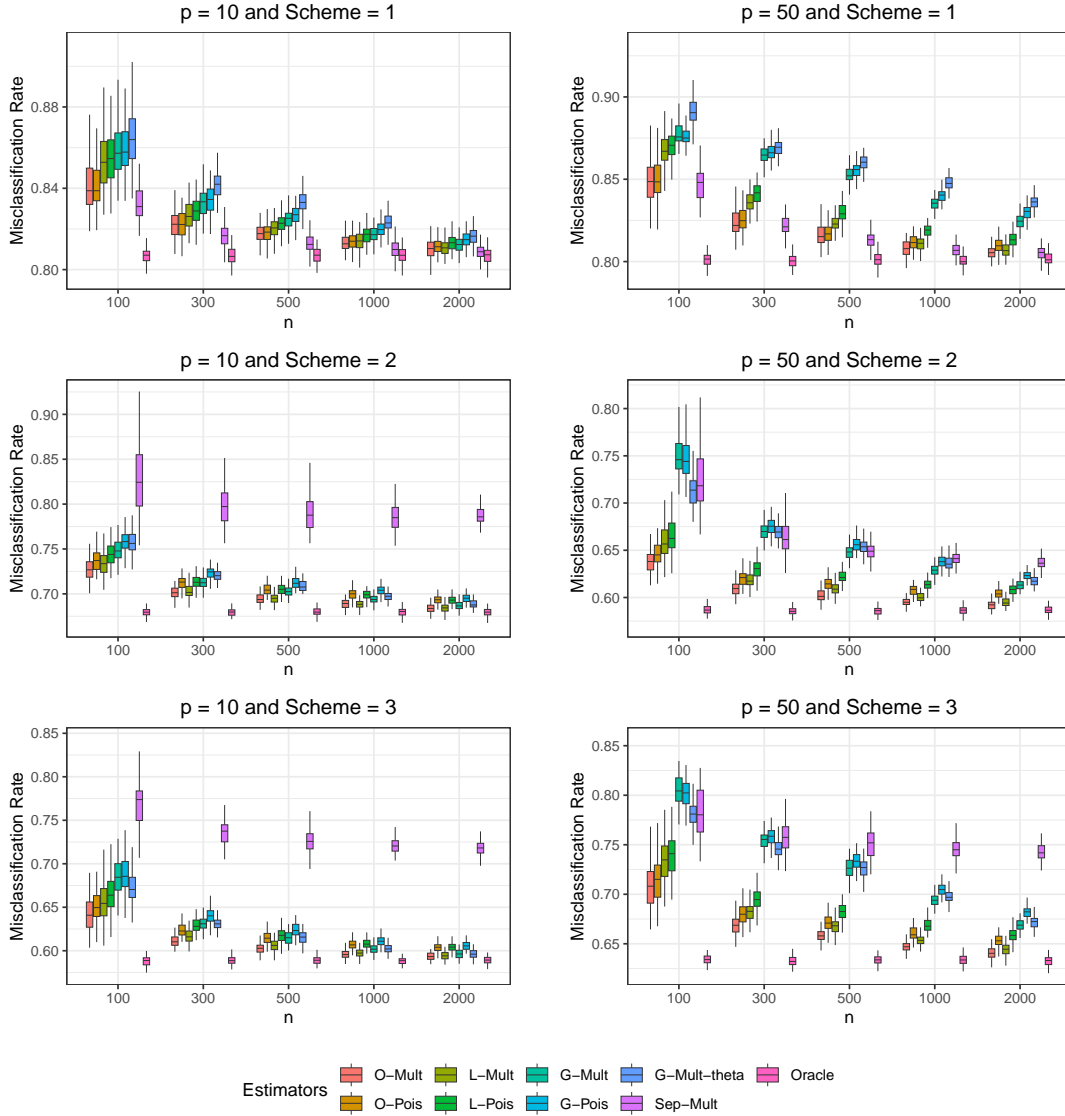 p = 10 and Scheme = 1
Misclassification Rate
0.88
0.84
0.80
100 300 500 1000 2000
n
p = 50 and Scheme = 1
Misclassification Rate
0.90
0.85
0.80
100 300 500 1000 2000
n
p = 10 and Scheme = 2
Misclassification Rate
0.90
0.85
0.80
0.75
0.70
100 300 500 1000 2000
n
p = 50 and Scheme = 2
Misclassification Rate
0.80
0.75
0.70
0.65
0.60
100 300 500 1000 2000
n
p = 10 and Scheme = 3
Misclassification Rate
0.85
0.80
0.75
0.70
0.65
0.60
100 300 500 1000 2000
n
p = 50 and Scheme = 3
Misclassification Rate
0.85
0.80
0.75
0.70
0.65
100 300 500 1000 2000
n
Estimators
O−Mult L−Mult G−Mult G−Mult−theta Oracle
O−Pois L−Pois G−Pois Sep−Mult